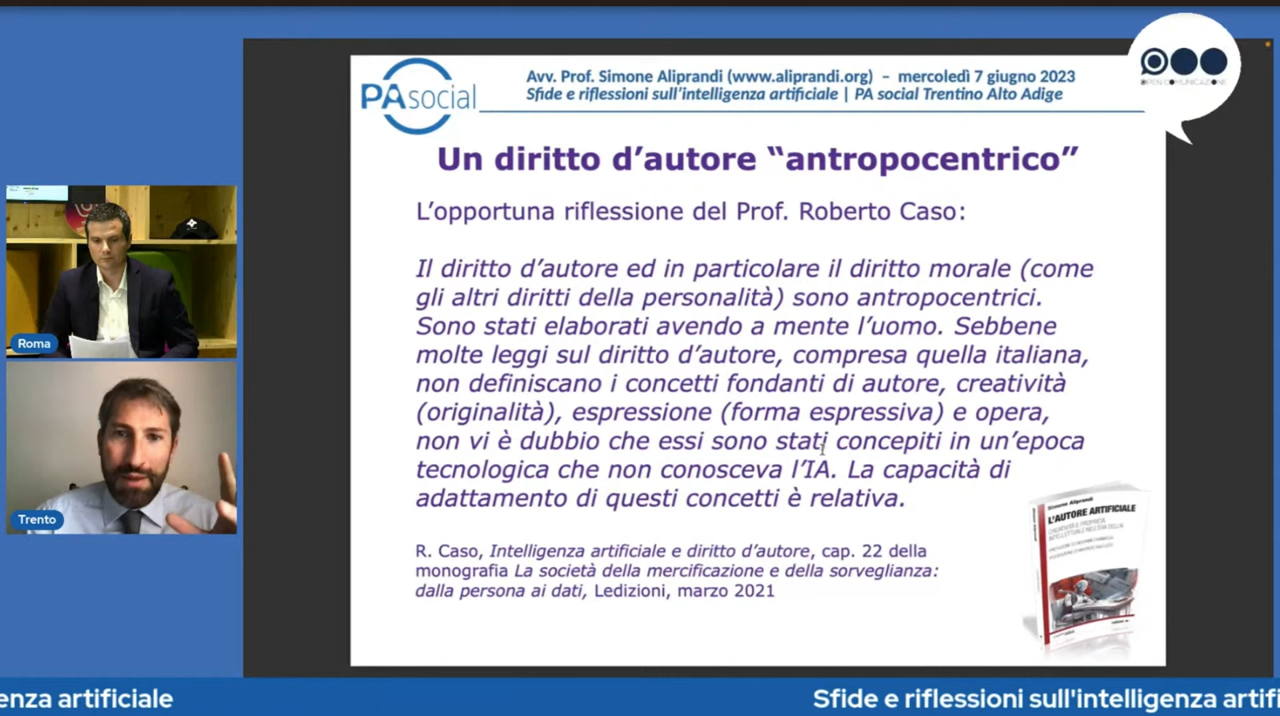 Avv. Prof. Simone Aliprandi (www.aliprandi.org) – mercoledì 7 giugno 2023
PAsocial
Sfide e riflessioni sull'intelligenza artificiale | PA social Trentino Alto Adige
OPEN COMUNICAZIONE
Un diritto d'autore “antropocentrico”
L'opportuna riflessione del Prof. Roberto Caso:
Il diritto d'autore ed in particolare il diritto morale (come
gli altri diritti della personalità) sono antropocentrici.
Sono stati elaborati avendo a mente l'uomo. Sebbene
molte leggi sul diritto d'autore, compresa quella italiana,
non definiscano i concetti fondanti di autore, creatività
(originalità), espressione (forma espressiva) e opera,
non vi è dubbio che essi sono stati concepiti in un'epoca
tecnologica che non conosceva l'IA. La capacità di
adattamento di questi concetti è relativa.
R. Caso, Intelligenza artificiale e diritto d'autore, cap. 22 della
monografia La società della mercificazione e della sorveglianza:
dalla persona ai dati, Ledizioni, marzo 2021
Simone Aliprandi
L'AUTORE ARTIFICIALE
Roma
Trento
enza artificiale
Sfide e riflessioni sull'intelligenza artifi